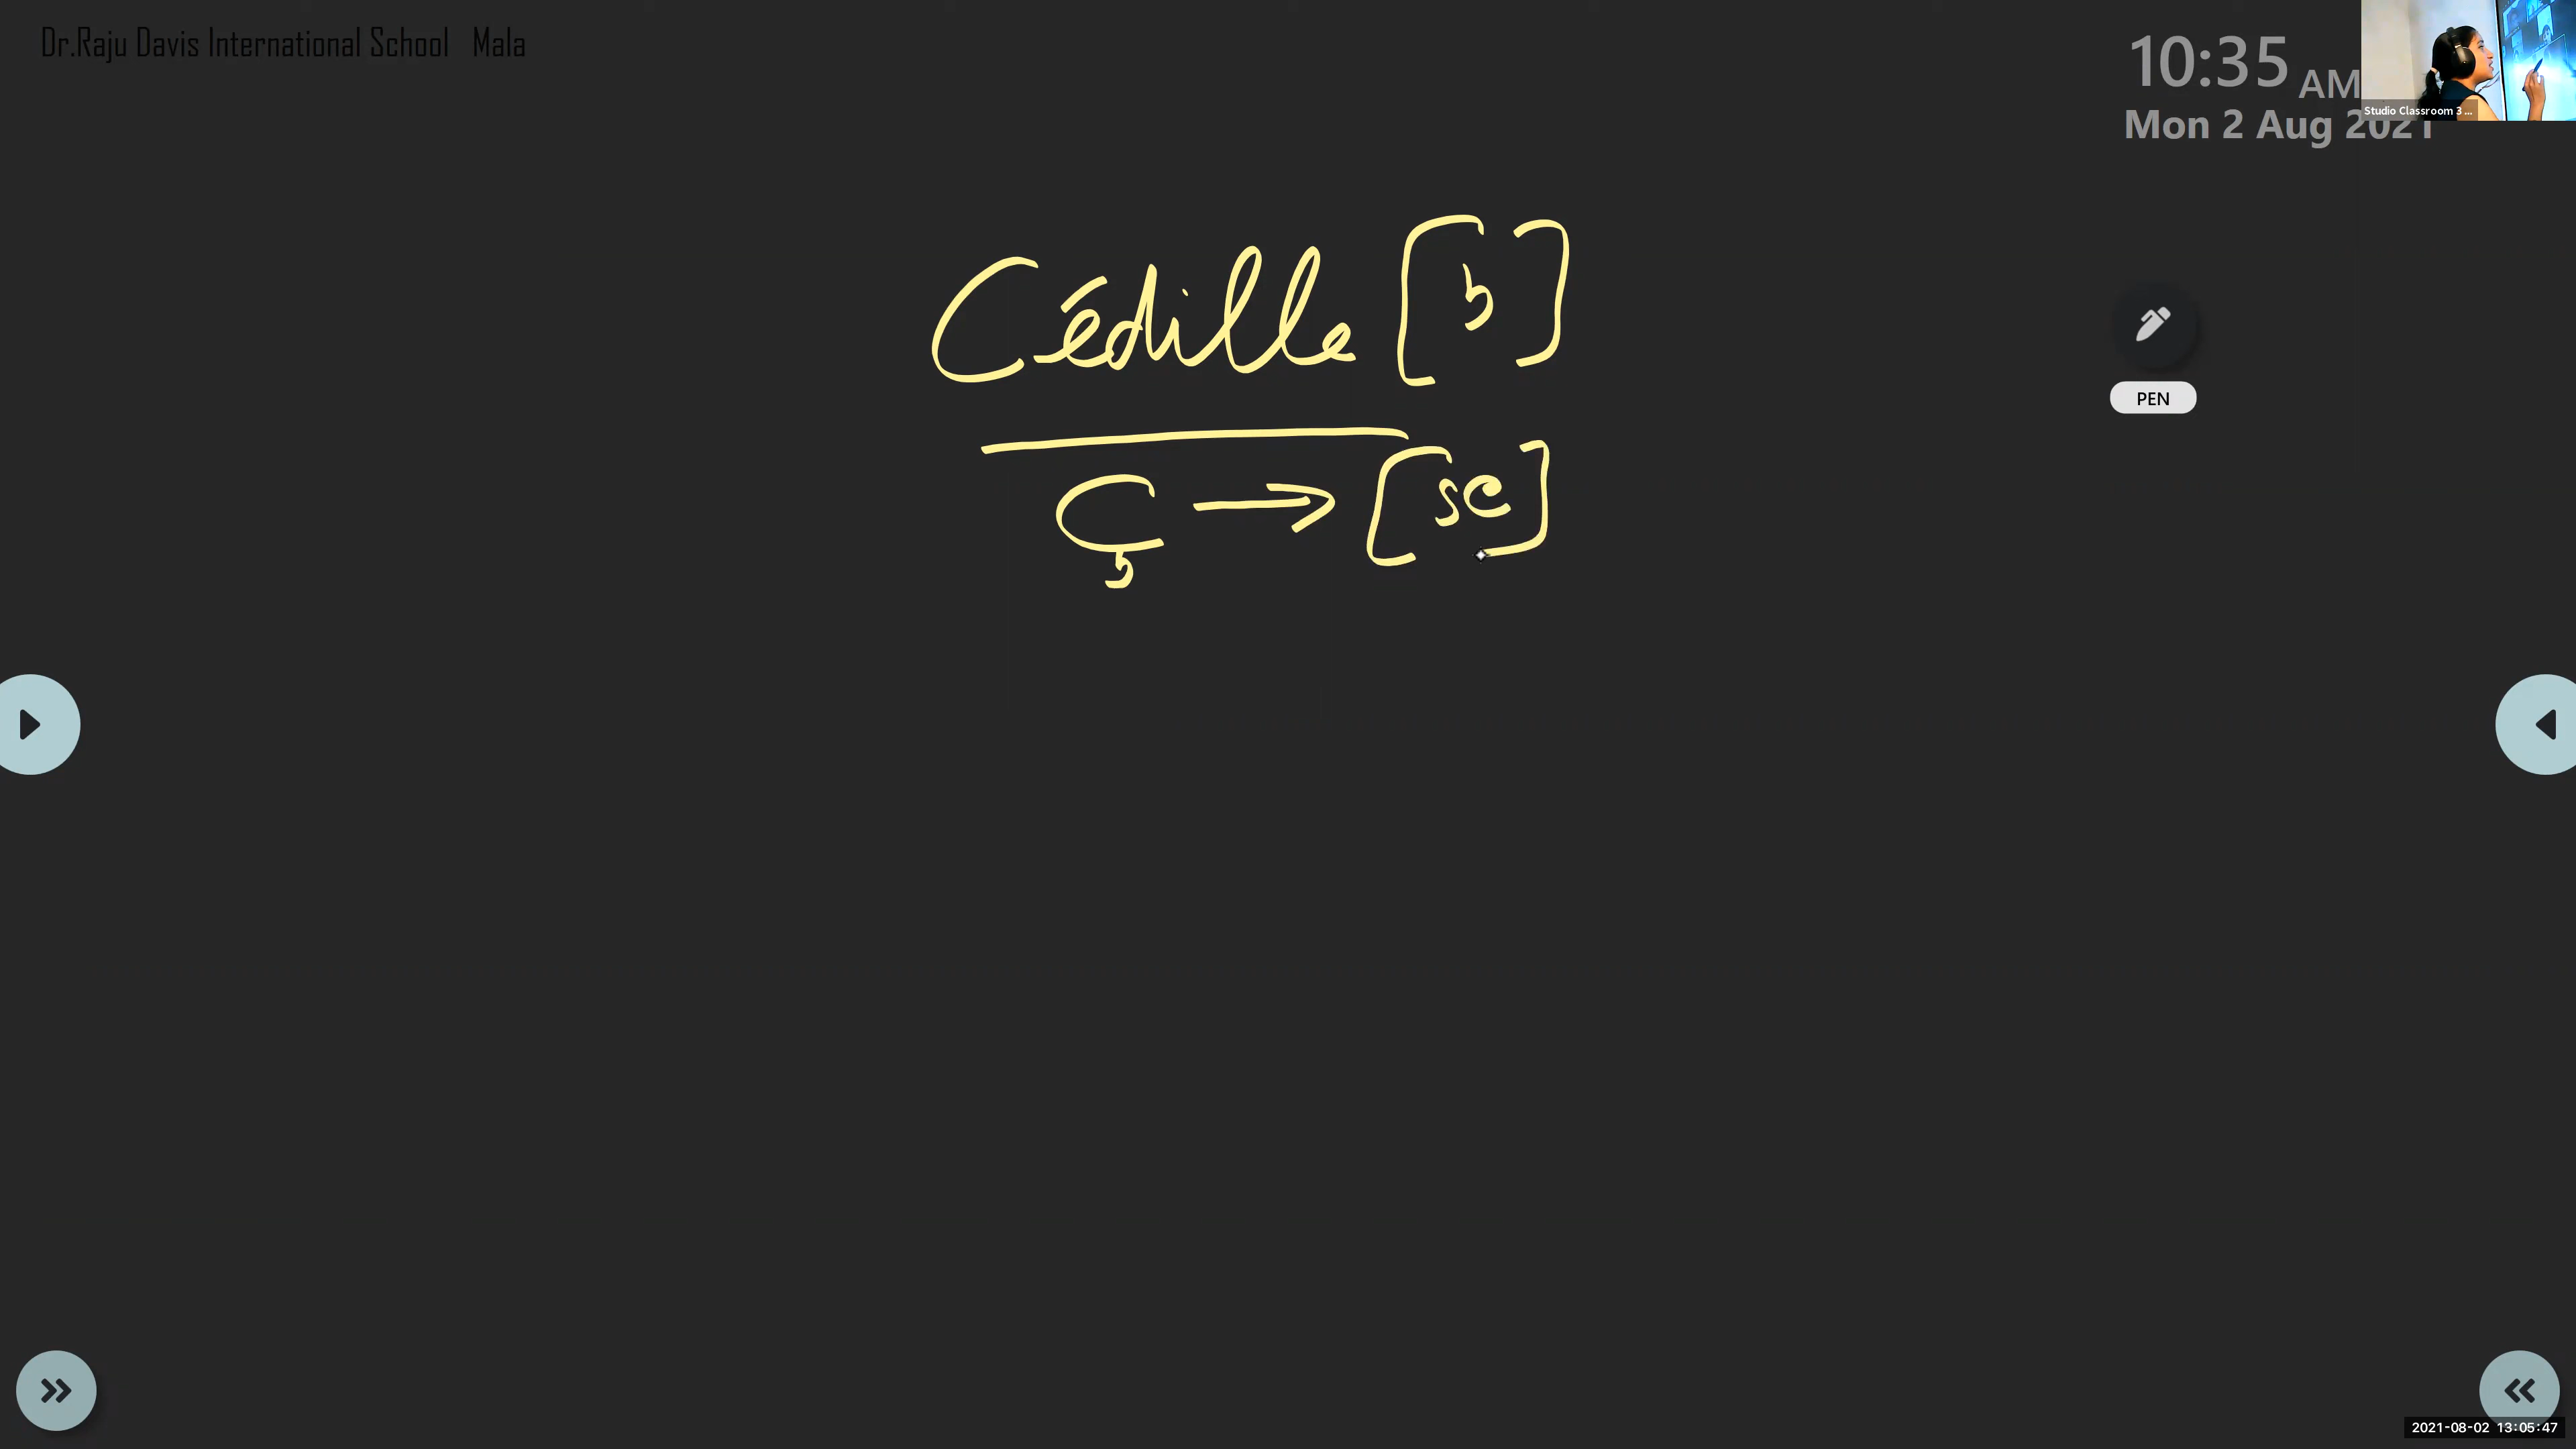 Dr.Raju Davis International School Mala
10:35 AM
Mon 2 Aug 2021
Studio Classroom 3 ...
Cédille [ ̧ ]
PEN
Ç → [se]
2021-08-02 13:05:47